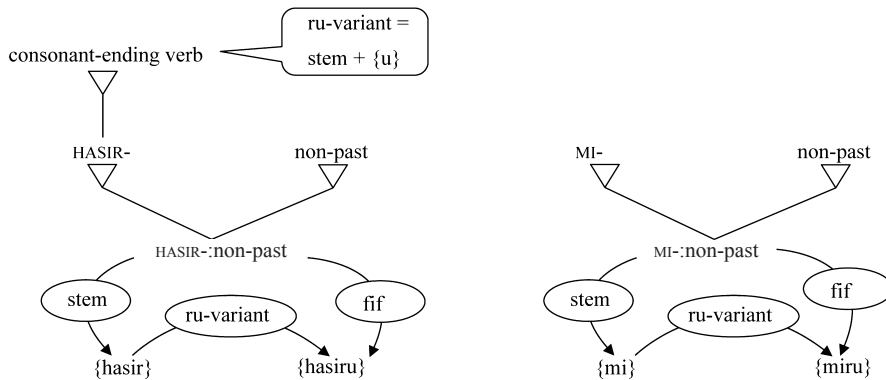 ru-variant =
stem + {u}
consonant-ending verb
HASIR-
non-past
MI-
non-past
HASIR-:non-past
MI-:non-past
stem
ru-variant
fif
stem
ru-variant
fif
{hasir}
{hasiru}
{mi}
{miru}